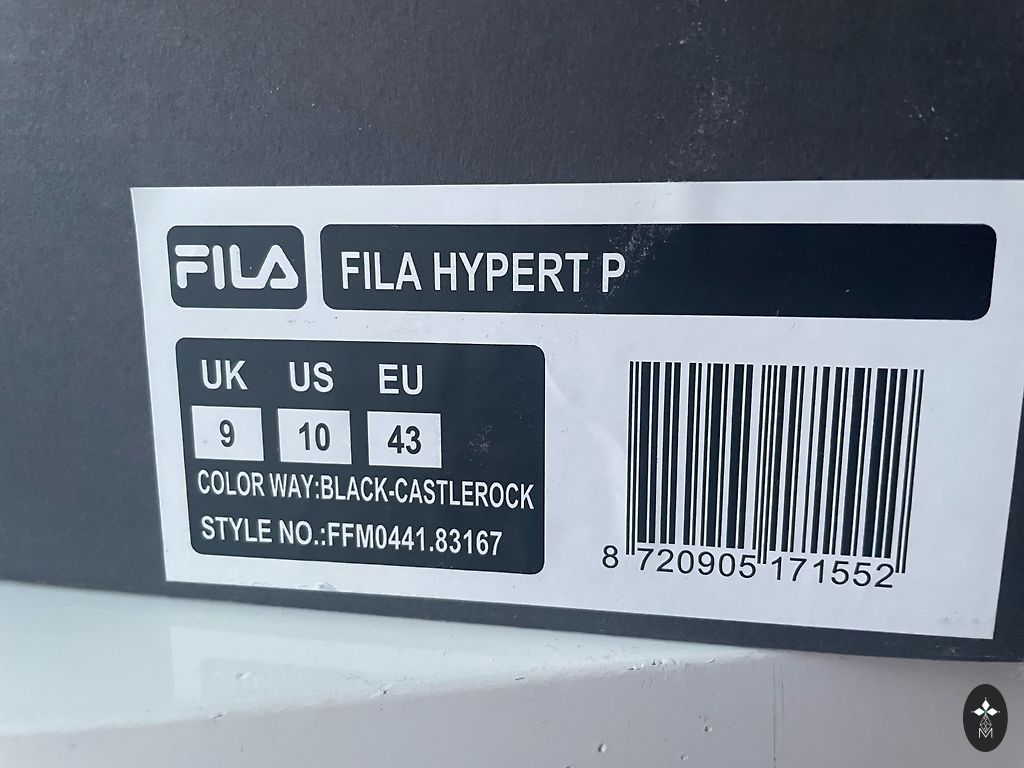 FILA
FILA HYPERT P
UK US EU
9 10 43
COLOR WAY:BLACK-CASTLEROCK
STYLE NO.:FFM0441.83167
8 720905 171552
M